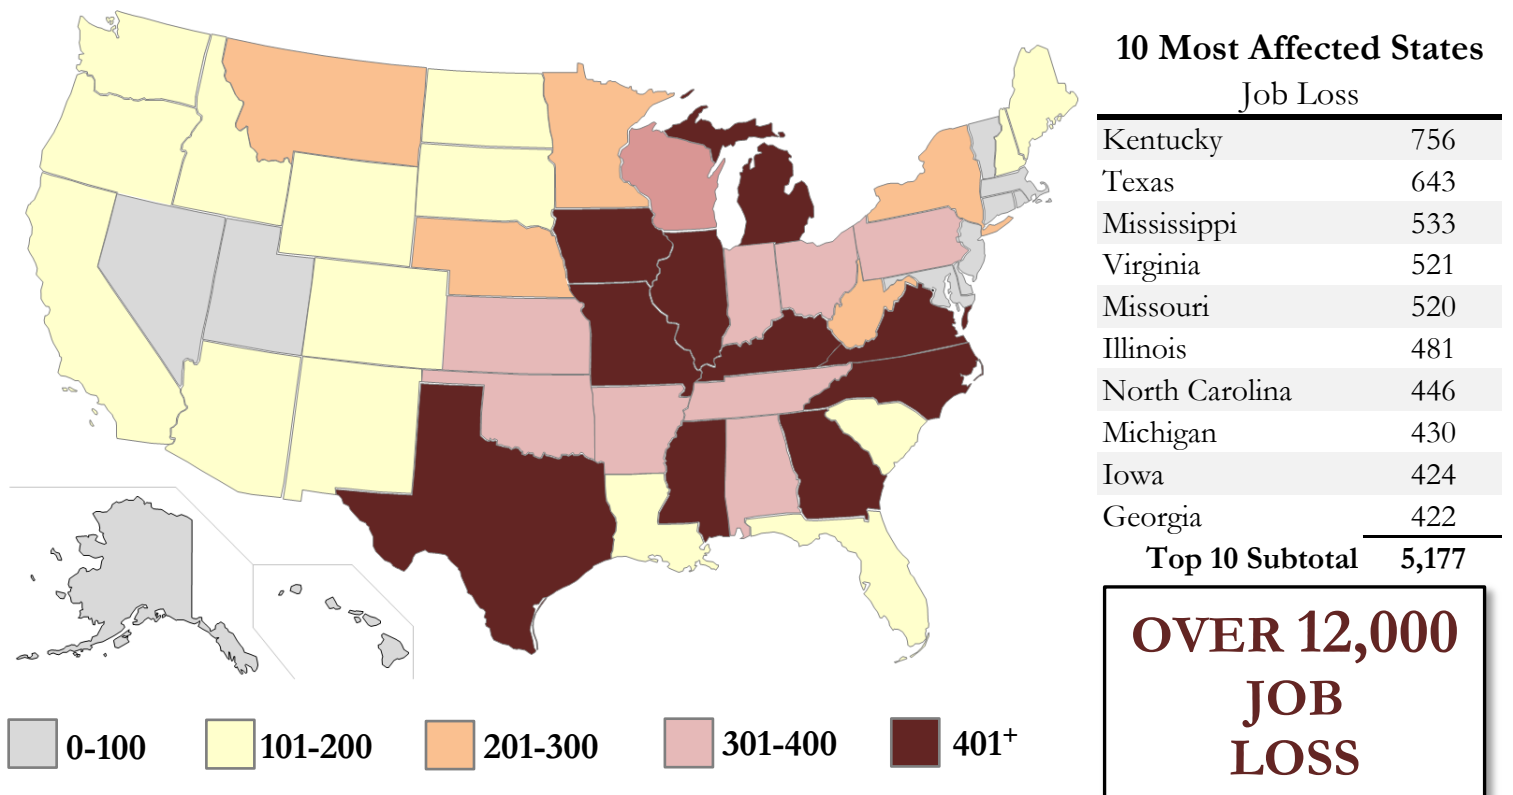 10 Most Affected States
Job Loss
Kentucky 756
Texas 643
Mississippi 533
Virginia 521
Missouri 520
Illinois 481
North Carolina 446
Michigan 430
Iowa 424
Georgia 422
Top 10 Subtotal 5,177
OVER 12,000
JOB
LOSS
0-100 101-200 201-300 301-400 401+